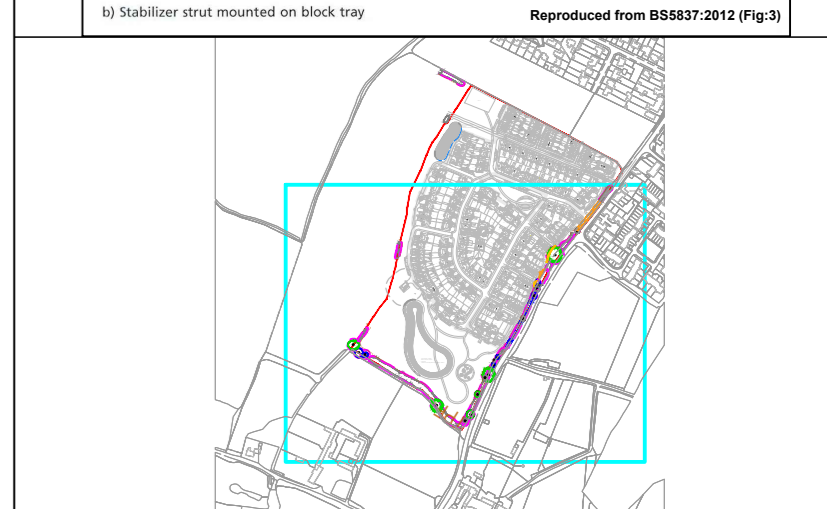 b) Stabilizer strut mounted on block tray
Reproduced from BS5837:2012 (Fig:3)